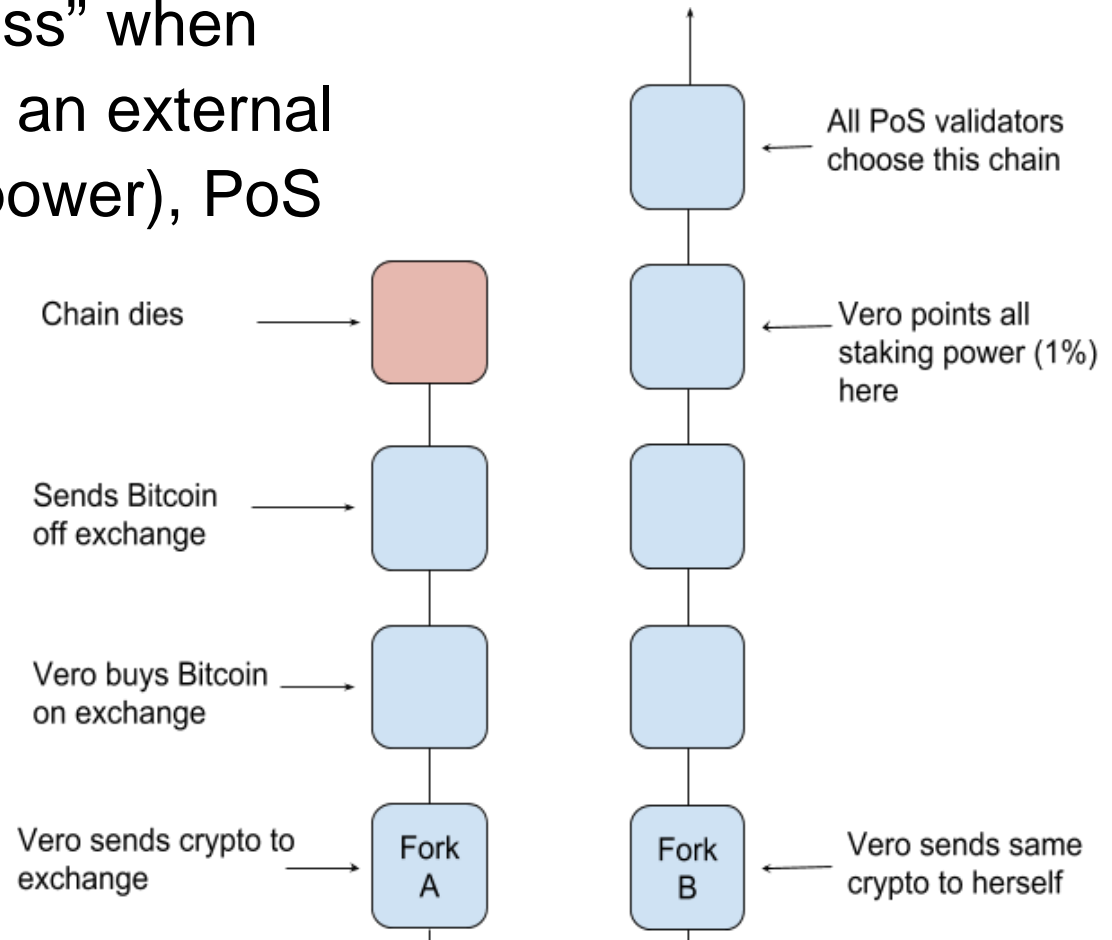 ss” when
an external
power), PoS
All PoS validators
choose this chain
Chain dies
Vero points all
staking power (1%)
here
Sends Bitcoin
off exchange
Vero buys Bitcoin
on exchange
Vero sends crypto to
exchange
Fork
A
Fork
B
Vero sends same
crypto to herself